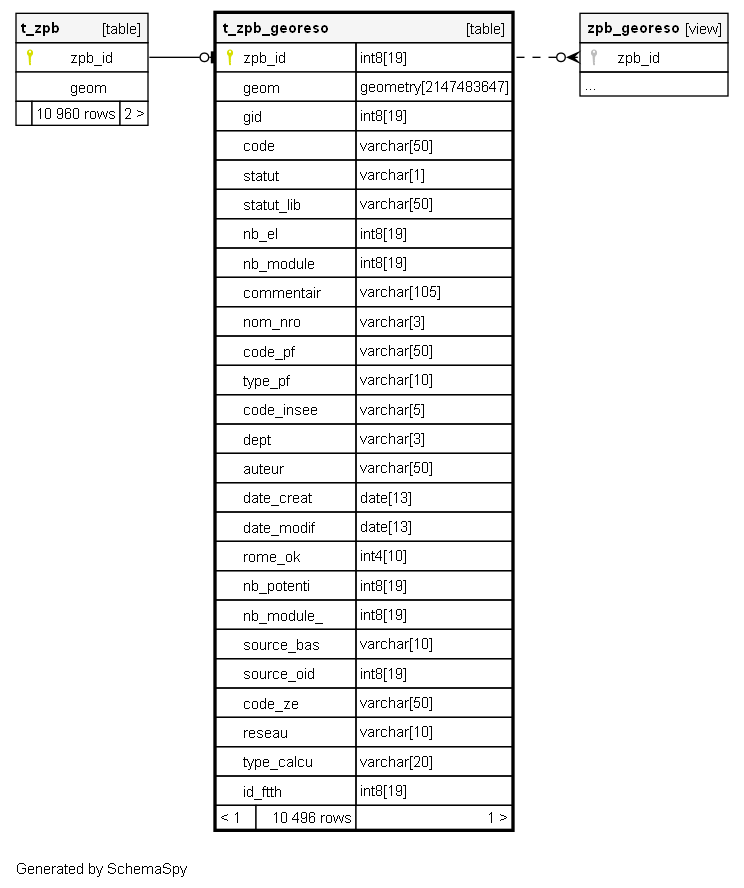 t_zpb [table]
zpb_id
geom
10 960 rows 2 >
t_zpb_georeso [table]
zpb_id int8[19]
geom geometry[2147483647]
gid int8[19]
code varchar[50]
statut varchar[1]
statut_lib varchar[50]
nb_el int8[19]
nb_module int8[19]
commentair varchar[105]
nom_nro varchar[3]
code_pf varchar[50]
type_pf varchar[10]
code_insee varchar[5]
dept varchar[3]
auteur varchar[50]
date_creat date[13]
date_modif date[13]
rome_ok int4[10]
nb_potenti int8[19]
nb_module_ int8[19]
source_bas varchar[10]
source_oid int8[19]
code_ze varchar[50]
reseau varchar[10]
type_calcu varchar[20]
id_ftth int8[19]
< 1 10 496 rows 1 >
zpb_georeso [view]
zpb_id
...
Generated by SchemaSpy